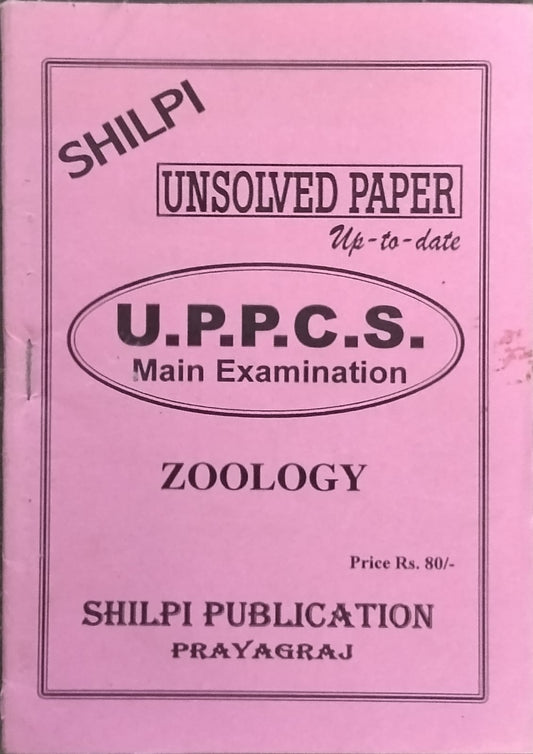 SHILPI
UNSOLVED PAPER
Up-to-date
U.P.P.C.S.
Main Examination
ZOOLOGY
Price Rs. 80/-
SHILPI PUBLICATION
PRAYAGRAJ